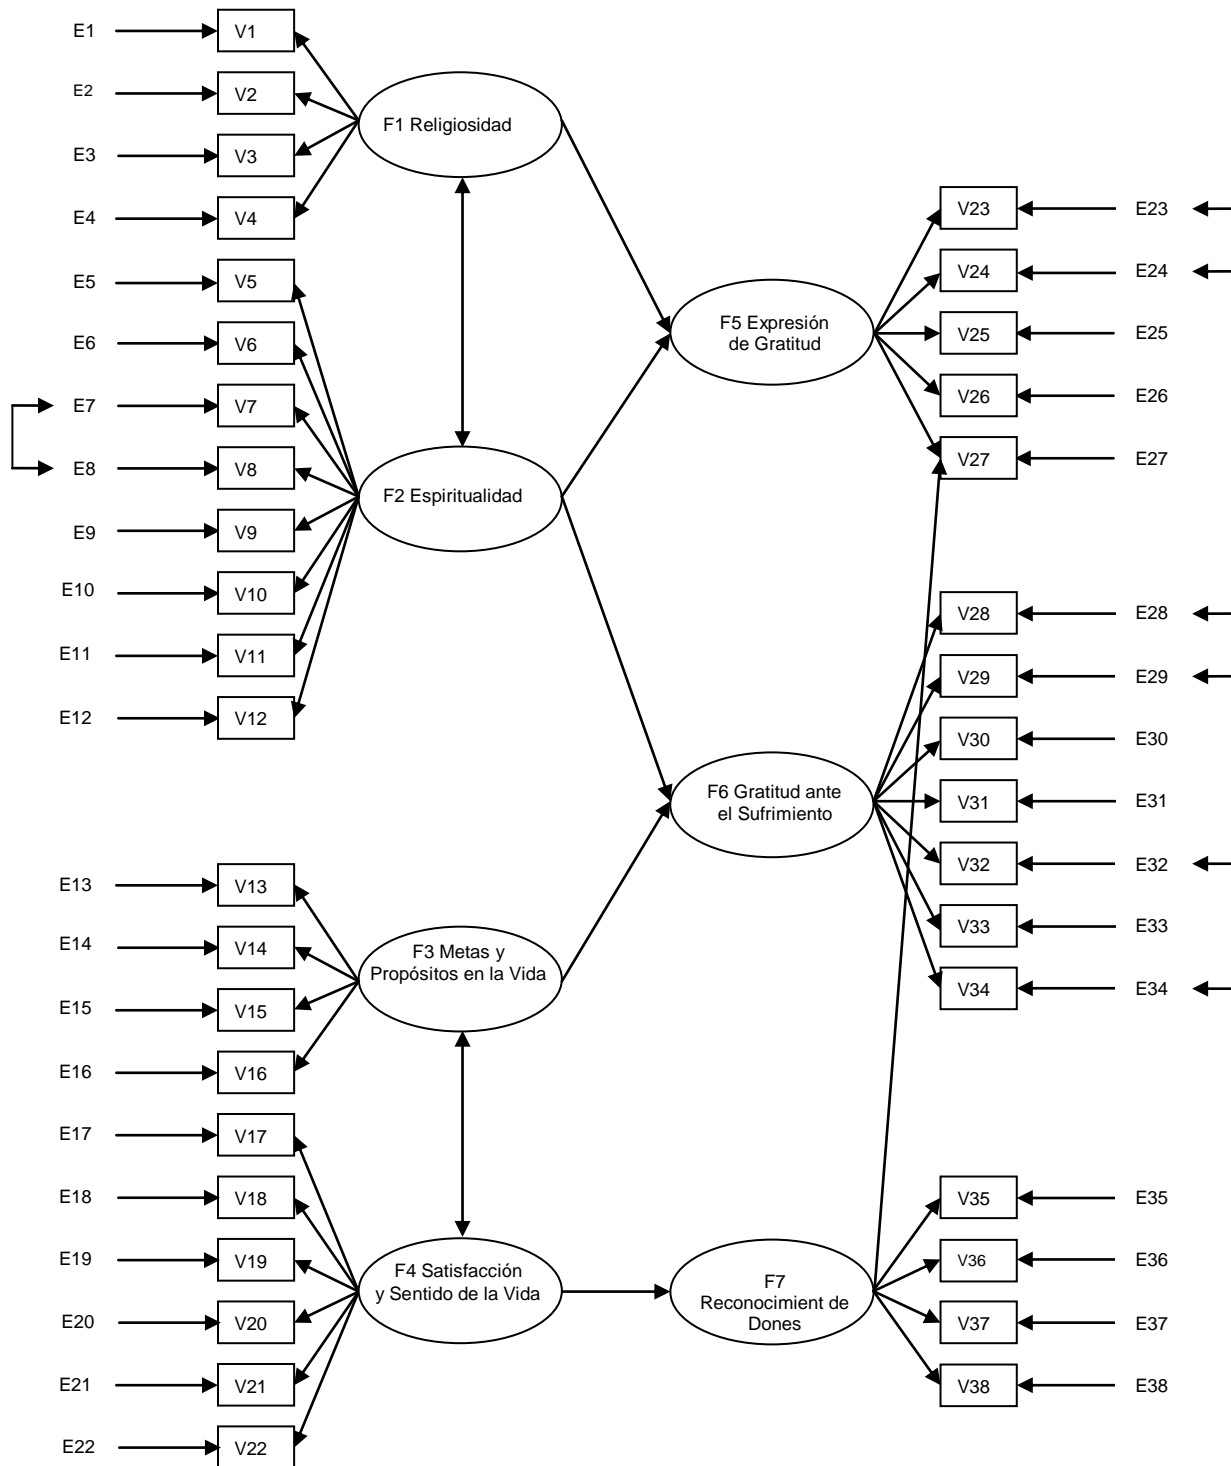 E1
V1
E2
V2
E3
V3
E4
V4
E5
V5
E6
V6
E7
V7
E8
V8
E9
V9
E10
V10
E11
V11
E12
V12
E13
V13
E14
V14
E15
V15
E16
V16
E17
V17
E18
V18
E19
V19
E20
V20
E21
V21
E22
V22
F1 Religiosidad
F2 Espiritualidad
F3 Metas y
Propósitos en la Vida
F4 Satisfacción
y Sentido de la Vida
F5 Expresión
de Gratitud
F6 Gratitud ante
el Sufrimiento
F7
Reconocimient de
Dones
V23
E23
V24
E24
V25
E25
V26
E26
V27
E27
V28
E28
V29
E29
V30
E30
V31
E31
V32
E32
V33
E33
V34
E34
V35
E35
V36
E36
V37
E37
V38
E38